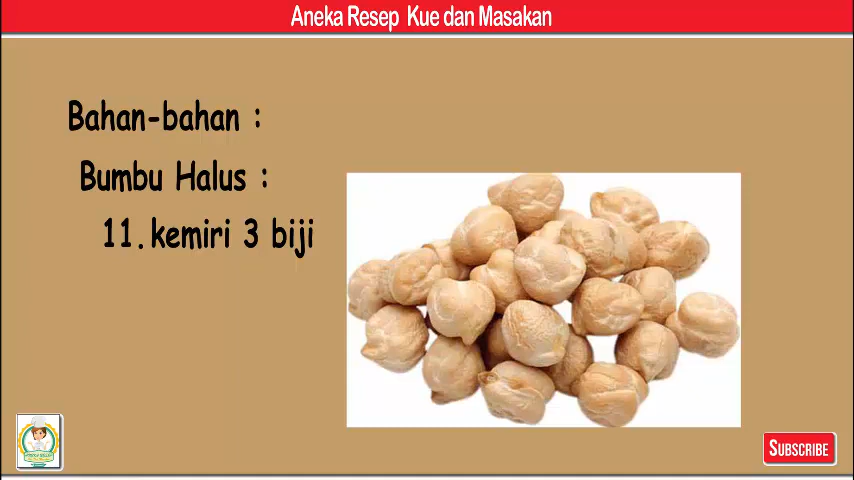 Aneka Resep Kue dan Masakan
Bahan-bahan :
Bumbu Halus :
11. kemiri 3 biji
SUBSCRIBE